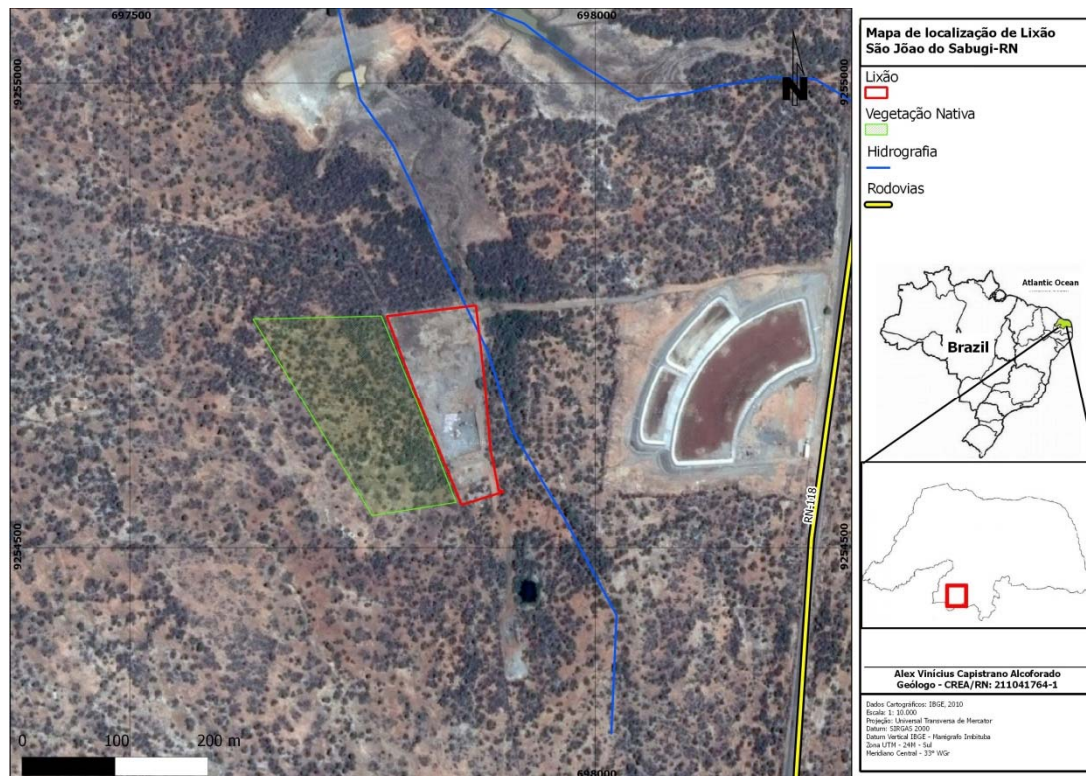 697500
698000
9255000
9255000
N
RN-118
9254500
9254500
0 100 200 m
698000
Mapa de localização de Lixão
São Jõao do Sabugi-RN
Lixão
Vegetação Nativa
Hidrografia
Rodovias
Atlantic Ocean
Brazil
Alex Vinícius Capistrano Alcoforado
Geólogo - CREA/RN: 211041764-1
Dados Cartográficos: IBGE, 2010
Escala: 1: 10.000
Projeção: Universal Transversa de Mercator
Datum: SIRGAS 2000
Datum Vertical IBGE - Marégrafo Imbituba
Zona UTM - 24M - Sul
Meridiano Central - 33º WGr